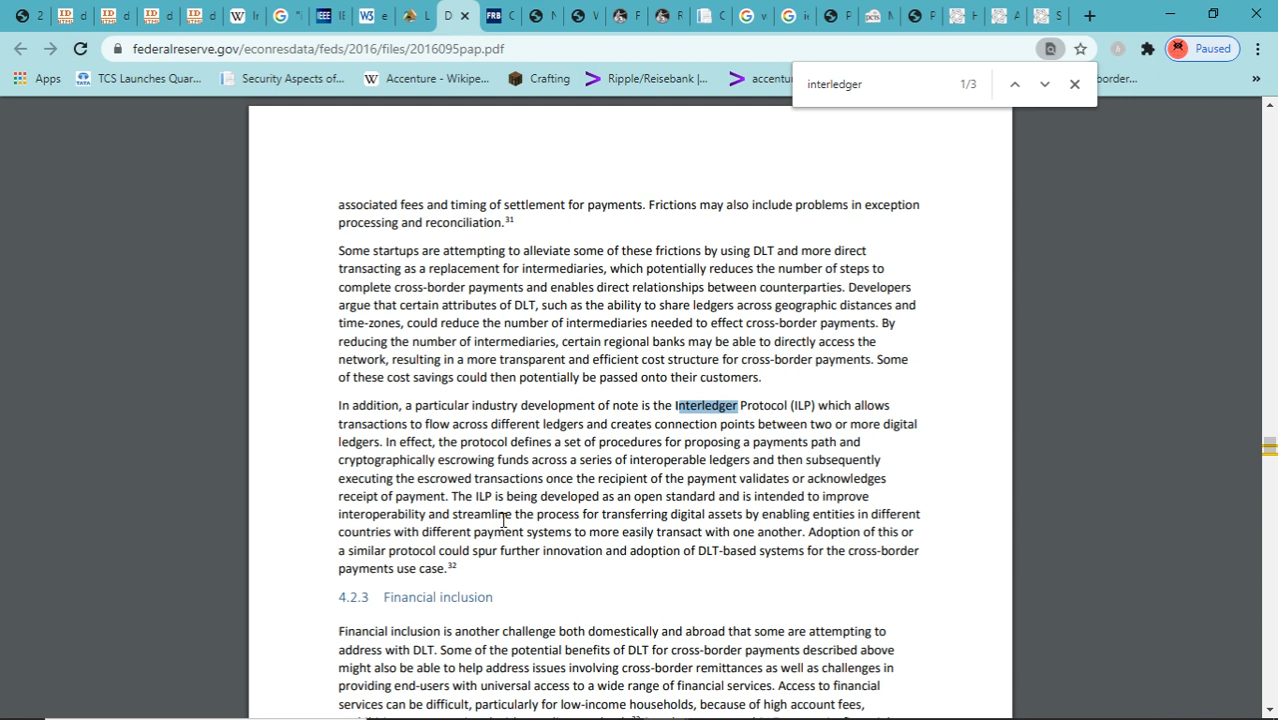 2
d
d
d
d
W
"i
IEEE
IE
W3
e
L
D
FRB
C
N
V
F
R
C
v
ic
P
pcis
N
P
H
A
S
federalreserve.gov/econresdata/feds/2016/files/2016095pap.pdf
Paused
Apps
TATA
TCS Launches Quar...
Security Aspects of...
Accenture - Wikipe...
Crafting
Ripple/Reisebank |...
accentu
order...
»
interledger
1/3
associated fees and timing of settlement for payments. Frictions may also include problems in exception
processing and reconciliation.³¹
Some startups are attempting to alleviate some of these frictions by using DLT and more direct
transacting as a replacement for intermediaries, which potentially reduces the number of steps to
complete cross-border payments and enables direct relationships between counterparties. Developers
argue that certain attributes of DLT, such as the ability to share ledgers across geographic distances and
time-zones, could reduce the number of intermediaries needed to effect cross-border payments. By
reducing the number of intermediaries, certain regional banks may be able to directly access the
network, resulting in a more transparent and efficient cost structure for cross-border payments. Some
of these cost savings could then potentially be passed onto their customers.
In addition, a particular industry development of note is the Interledger Protocol (ILP) which allows
transactions to flow across different ledgers and creates connection points between two or more digital
ledgers. In effect, the protocol defines a set of procedures for proposing a payments path and
cryptographically escrowing funds across a series of interoperable ledgers and then subsequently
executing the escrowed transactions once the recipient of the payment validates or acknowledges
receipt of payment. The ILP is being developed as an open standard and is intended to improve
interoperability and streamline the process for transferring digital assets by enabling entities in different
countries with different payment systems to more easily transact with one another. Adoption of this or
a similar protocol could spur further innovation and adoption of DLT-based systems for the cross-border
payments use case.³²
4.2.3 Financial inclusion
Financial inclusion is another challenge both domestically and abroad that some are attempting to
address with DLT. Some of the potential benefits of DLT for cross-border payments described above
might also be able to help address issues involving cross-border remittances as well as challenges in
providing end-users with universal access to a wide range of financial services. Access to financial
services can be difficult, particularly for low-income households, because of high account fees,